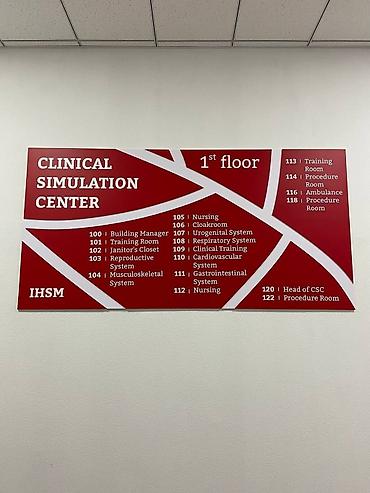 CLINICAL
SIMULATION
CENTER
1st floor
100 | Building Manager
101 | Training Room
102 | Janitor's Closet
103 | Reproductive
System
104 | Musculoskeletal
System
105 | Nursing
106 | Cloakroom
107 | Urogenital System
108 | Respiratory System
109 | Clinical Training
110 | Cardiovascular
System
111 | Gastrointestinal
System
112 | Nursing
113 | Training
Room
114 | Procedure
Room
116 | Ambulance
118 | Procedure
Room
120 | Head of CSC
122 | Procedure Room
IHSM